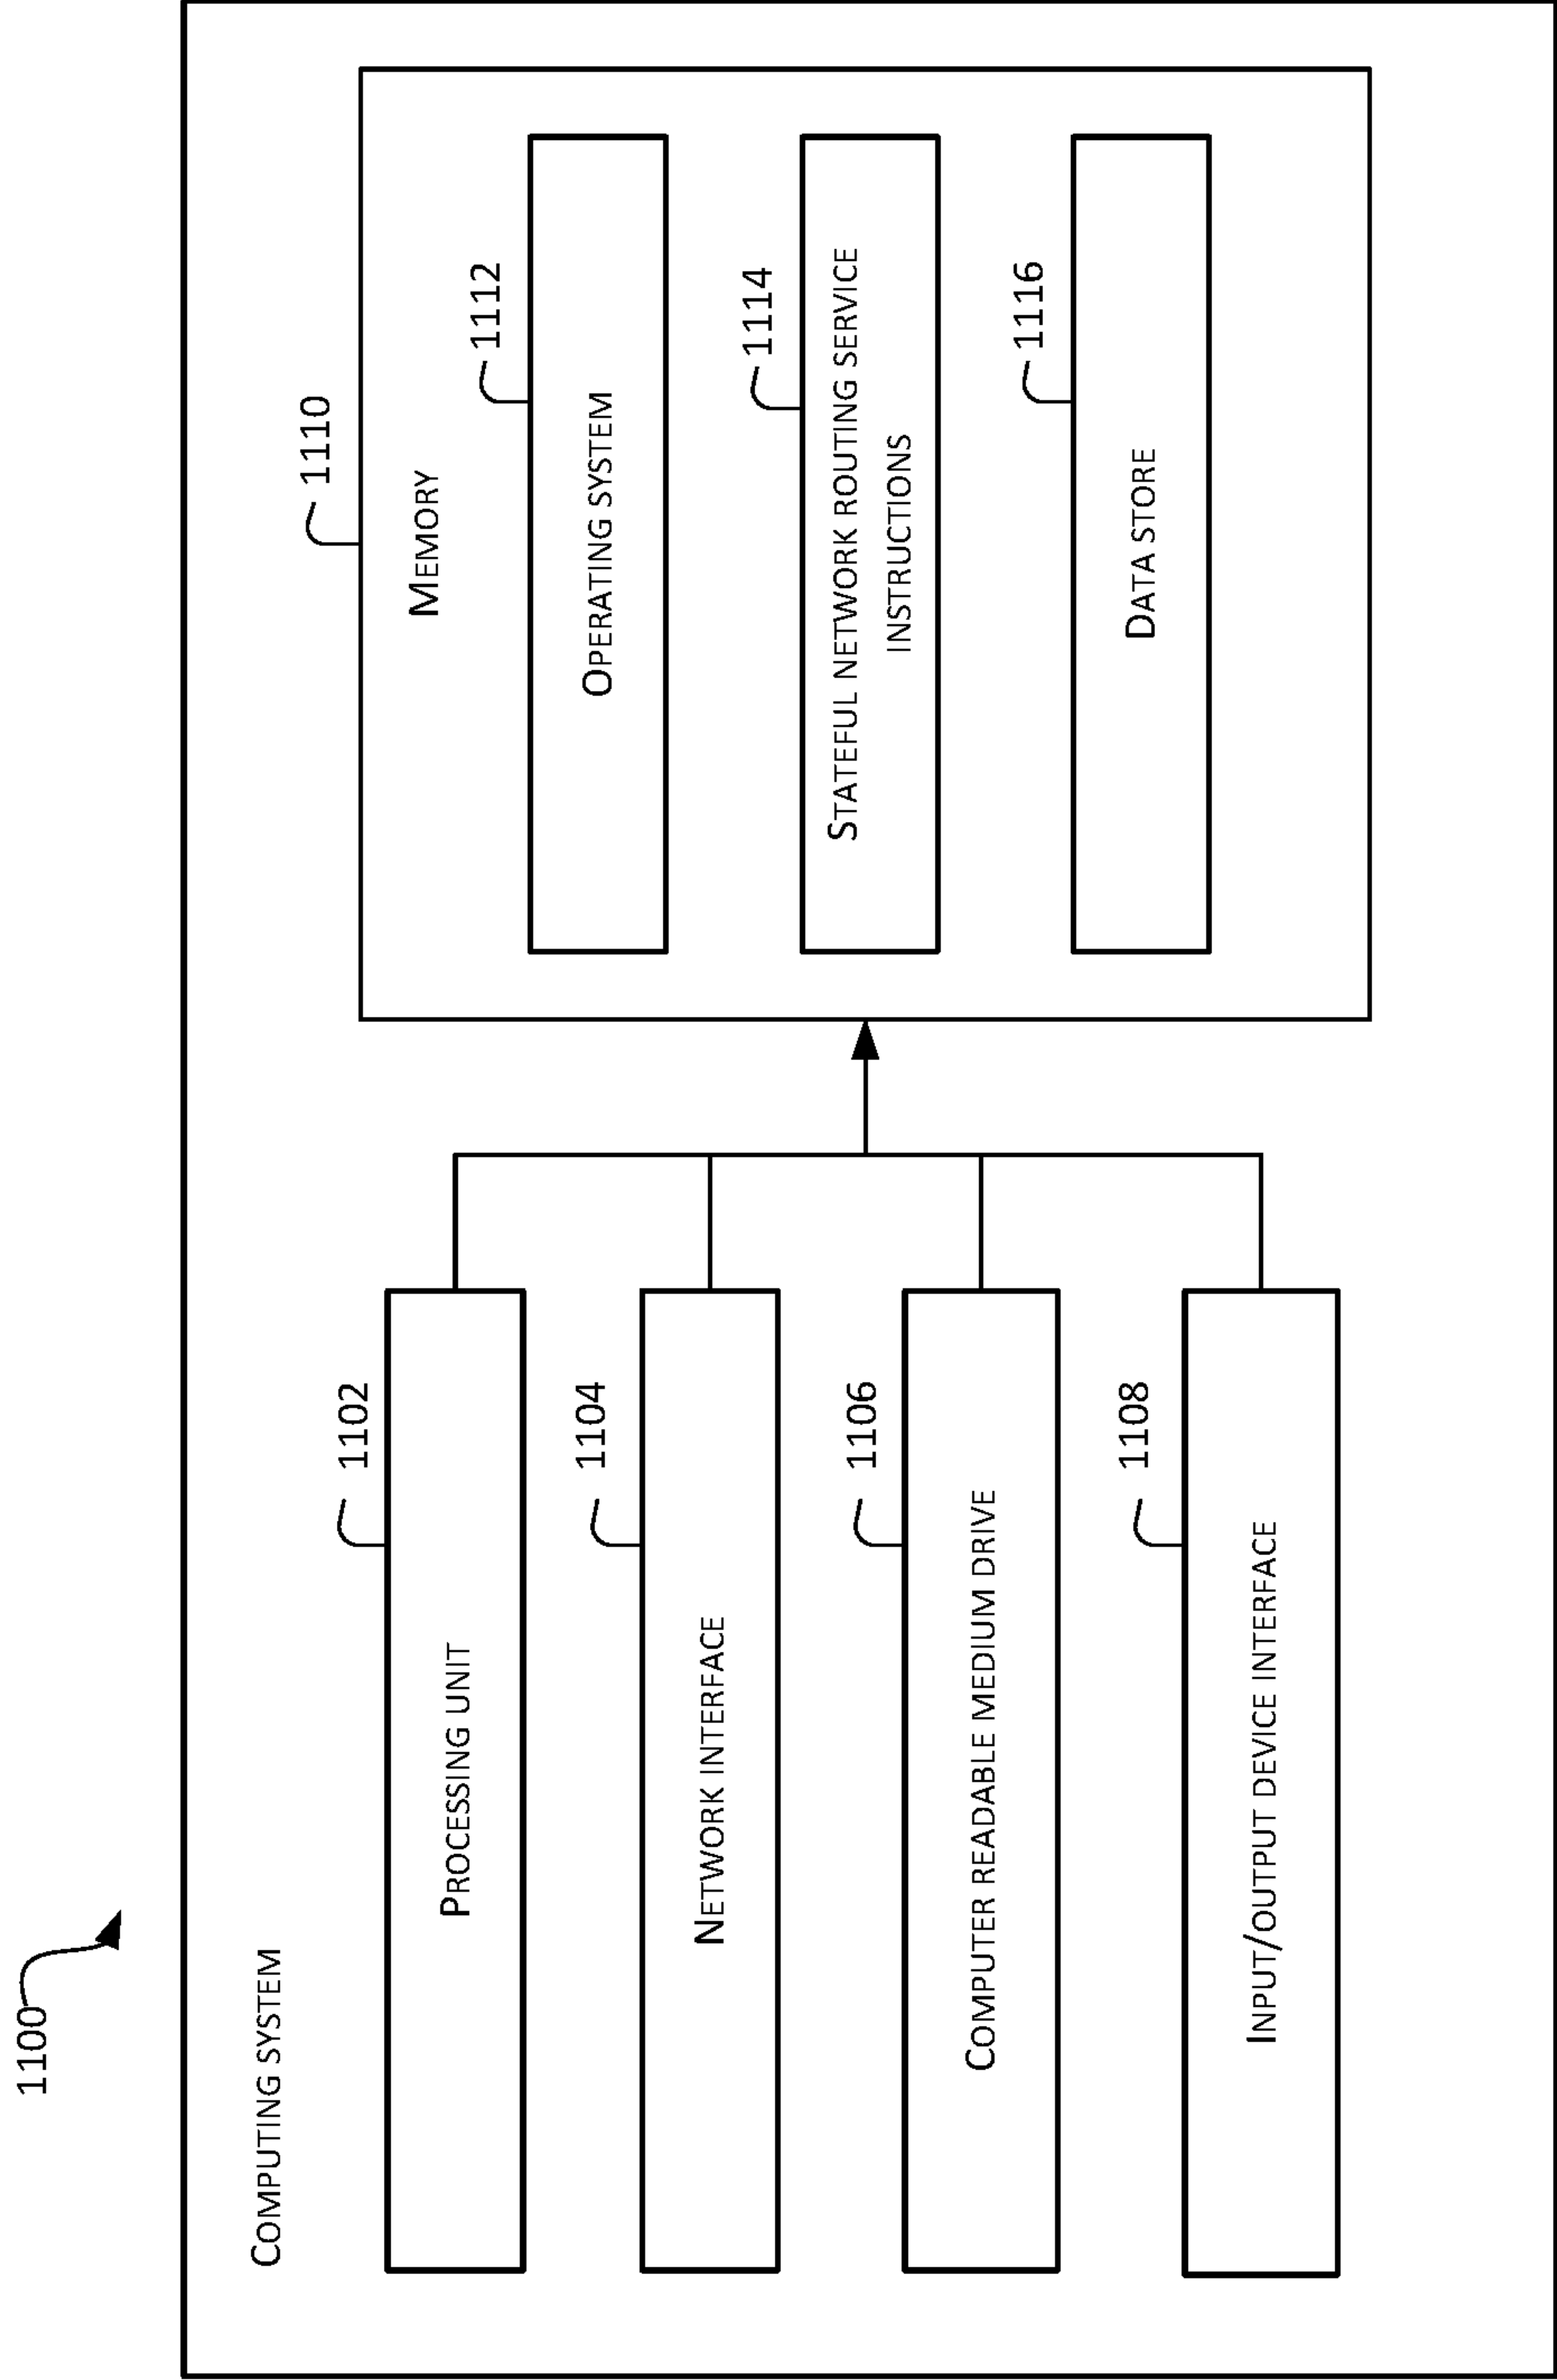 1100
COMPUTING SYSTEM
1102
PROCESSING UNIT
1104
NETWORK INTERFACE
1106
COMPUTER READABLE MEDIUM DRIVE
1108
INPUT/OUTPUT DEVICE INTERFACE
1110
MEMORY
1112
OPERATING SYSTEM
1114
STATEFUL NETWORK ROUTING SERVICE
INSTRUCTIONS
1116
DATA STORE